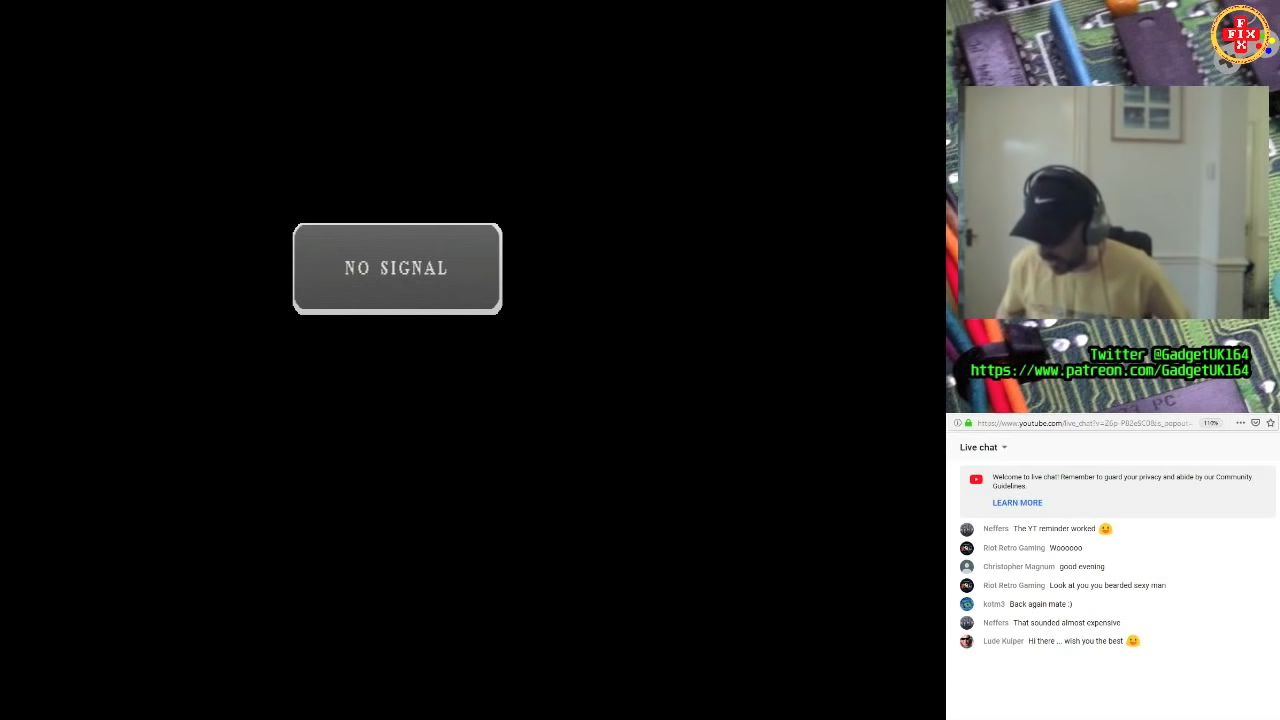 NO SIGNAL
F
FIX
X
Twitter @GadgetUK164
https://www.patreon.com/GadgetUK164
PC
110%
Live chat
Welcome to live chat! Remember to guard your privacy and abide by our Community
Guidelines.
LEARN MORE
Neffers The YT reminder worked
Riot Retro Gaming Woooooo
Christopher Magnum good evening
Riot Retro Gaming Look at you you bearded sexy man
kotm3 Back again mate :)
Neffers That sounded almost expensive
Lude Kuiper Hi there ... wish you the best